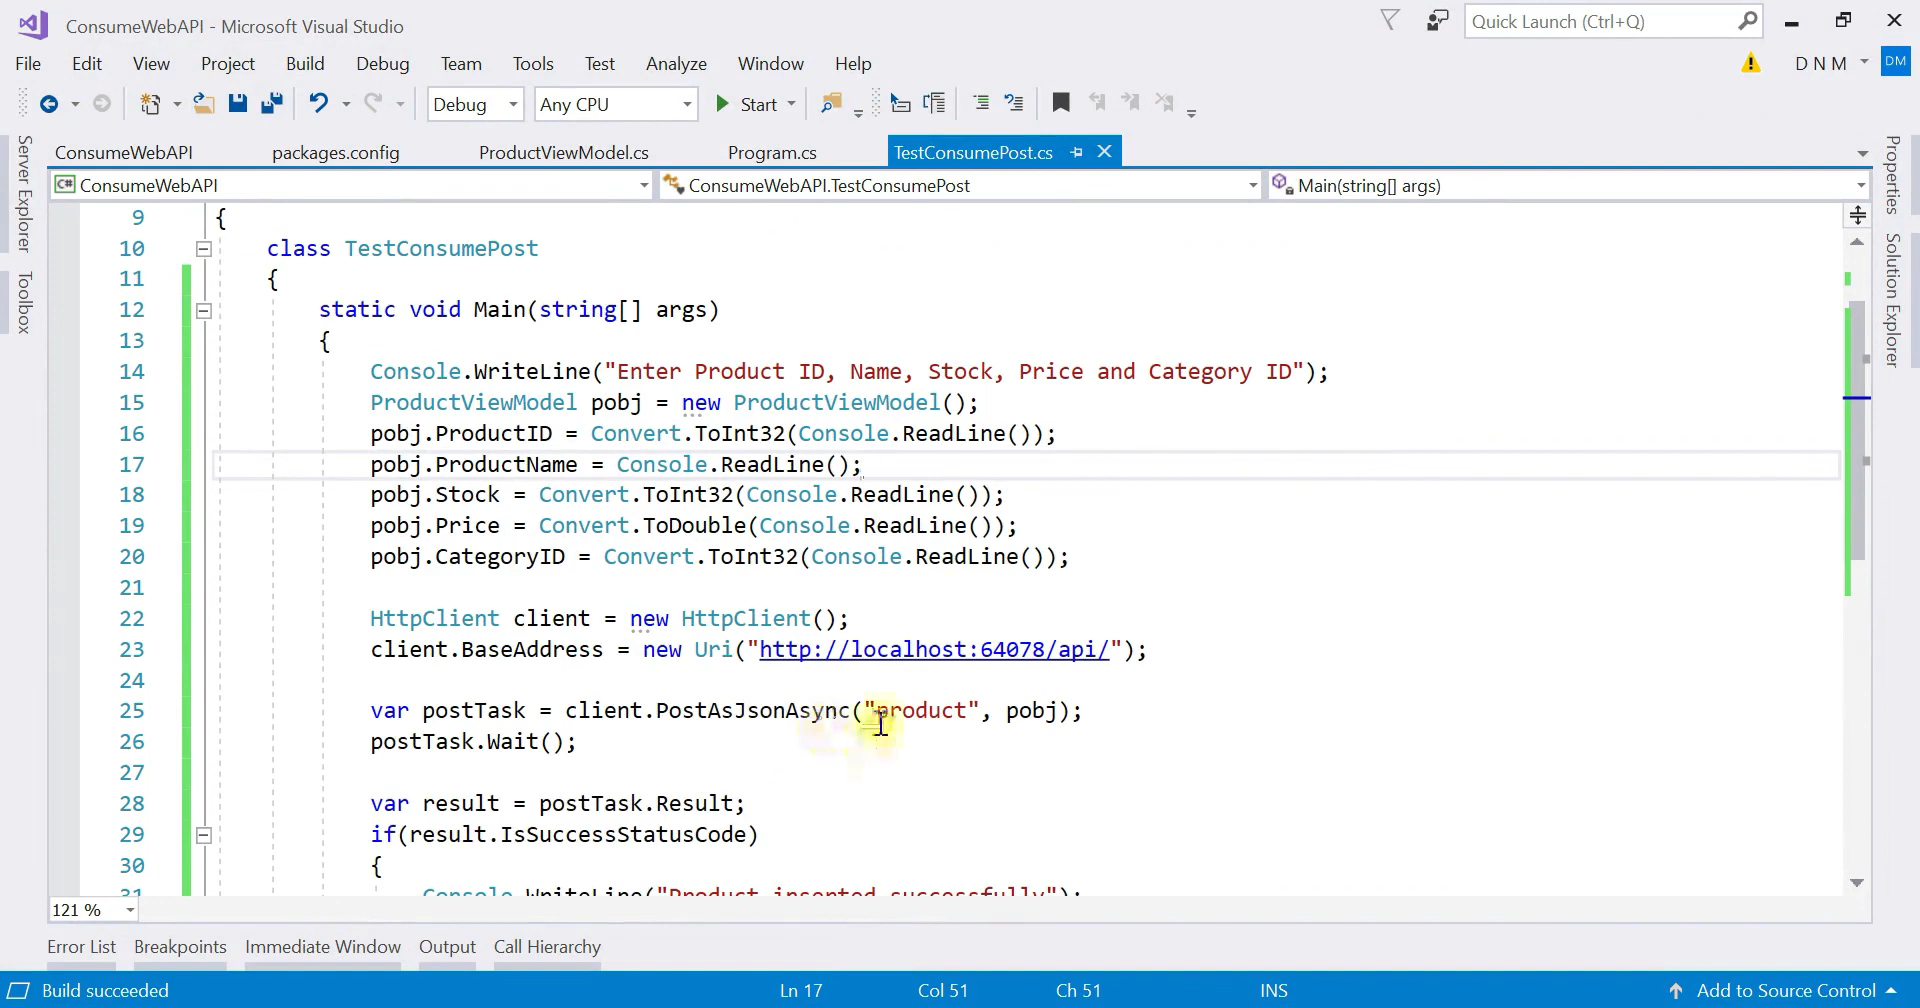 ConsumeWebAPI - Microsoft Visual Studio
Quick Launch (Ctrl+Q)
File Edit View Project Build Debug Team Tools Test Analyze Window Help
D N M DM
Debug Any CPU Start
ConsumeWebAPI packages.config ProductViewModel.cs Program.cs TestConsumePost.cs
C# ConsumeWebAPI ConsumeWebAPI.TestConsumePost Main(string[] args)
Server Explorer
Toolbox
Properties
Solution Explorer
9 {
10 class TestConsumePost
11 {
12 static void Main(string[] args)
13 {
14 Console.WriteLine("Enter Product ID, Name, Stock, Price and Category ID");
15 ProductViewModel pobj = new ProductViewModel();
16 pobj.ProductID = Convert.ToInt32(Console.ReadLine());
17 pobj.ProductName = Console.ReadLine();
18 pobj.Stock = Convert.ToInt32(Console.ReadLine());
19 pobj.Price = Convert.ToDouble(Console.ReadLine());
20 pobj.CategoryID = Convert.ToInt32(Console.ReadLine());
21
22 HttpClient client = new HttpClient();
23 client.BaseAddress = new Uri("http://localhost:64078/api/");
24
25 var postTask = client.PostAsJsonAsync("product", pobj);
26 postTask.Wait();
27
28 var result = postTask.Result;
29 if(result.IsSuccessStatusCode)
30 {
31 Console.WriteLine("Product inserted successfully");
121 %
Error List Breakpoints Immediate Window Output Call Hierarchy
Build succeeded Ln 17 Col 51 Ch 51 INS Add to Source Control